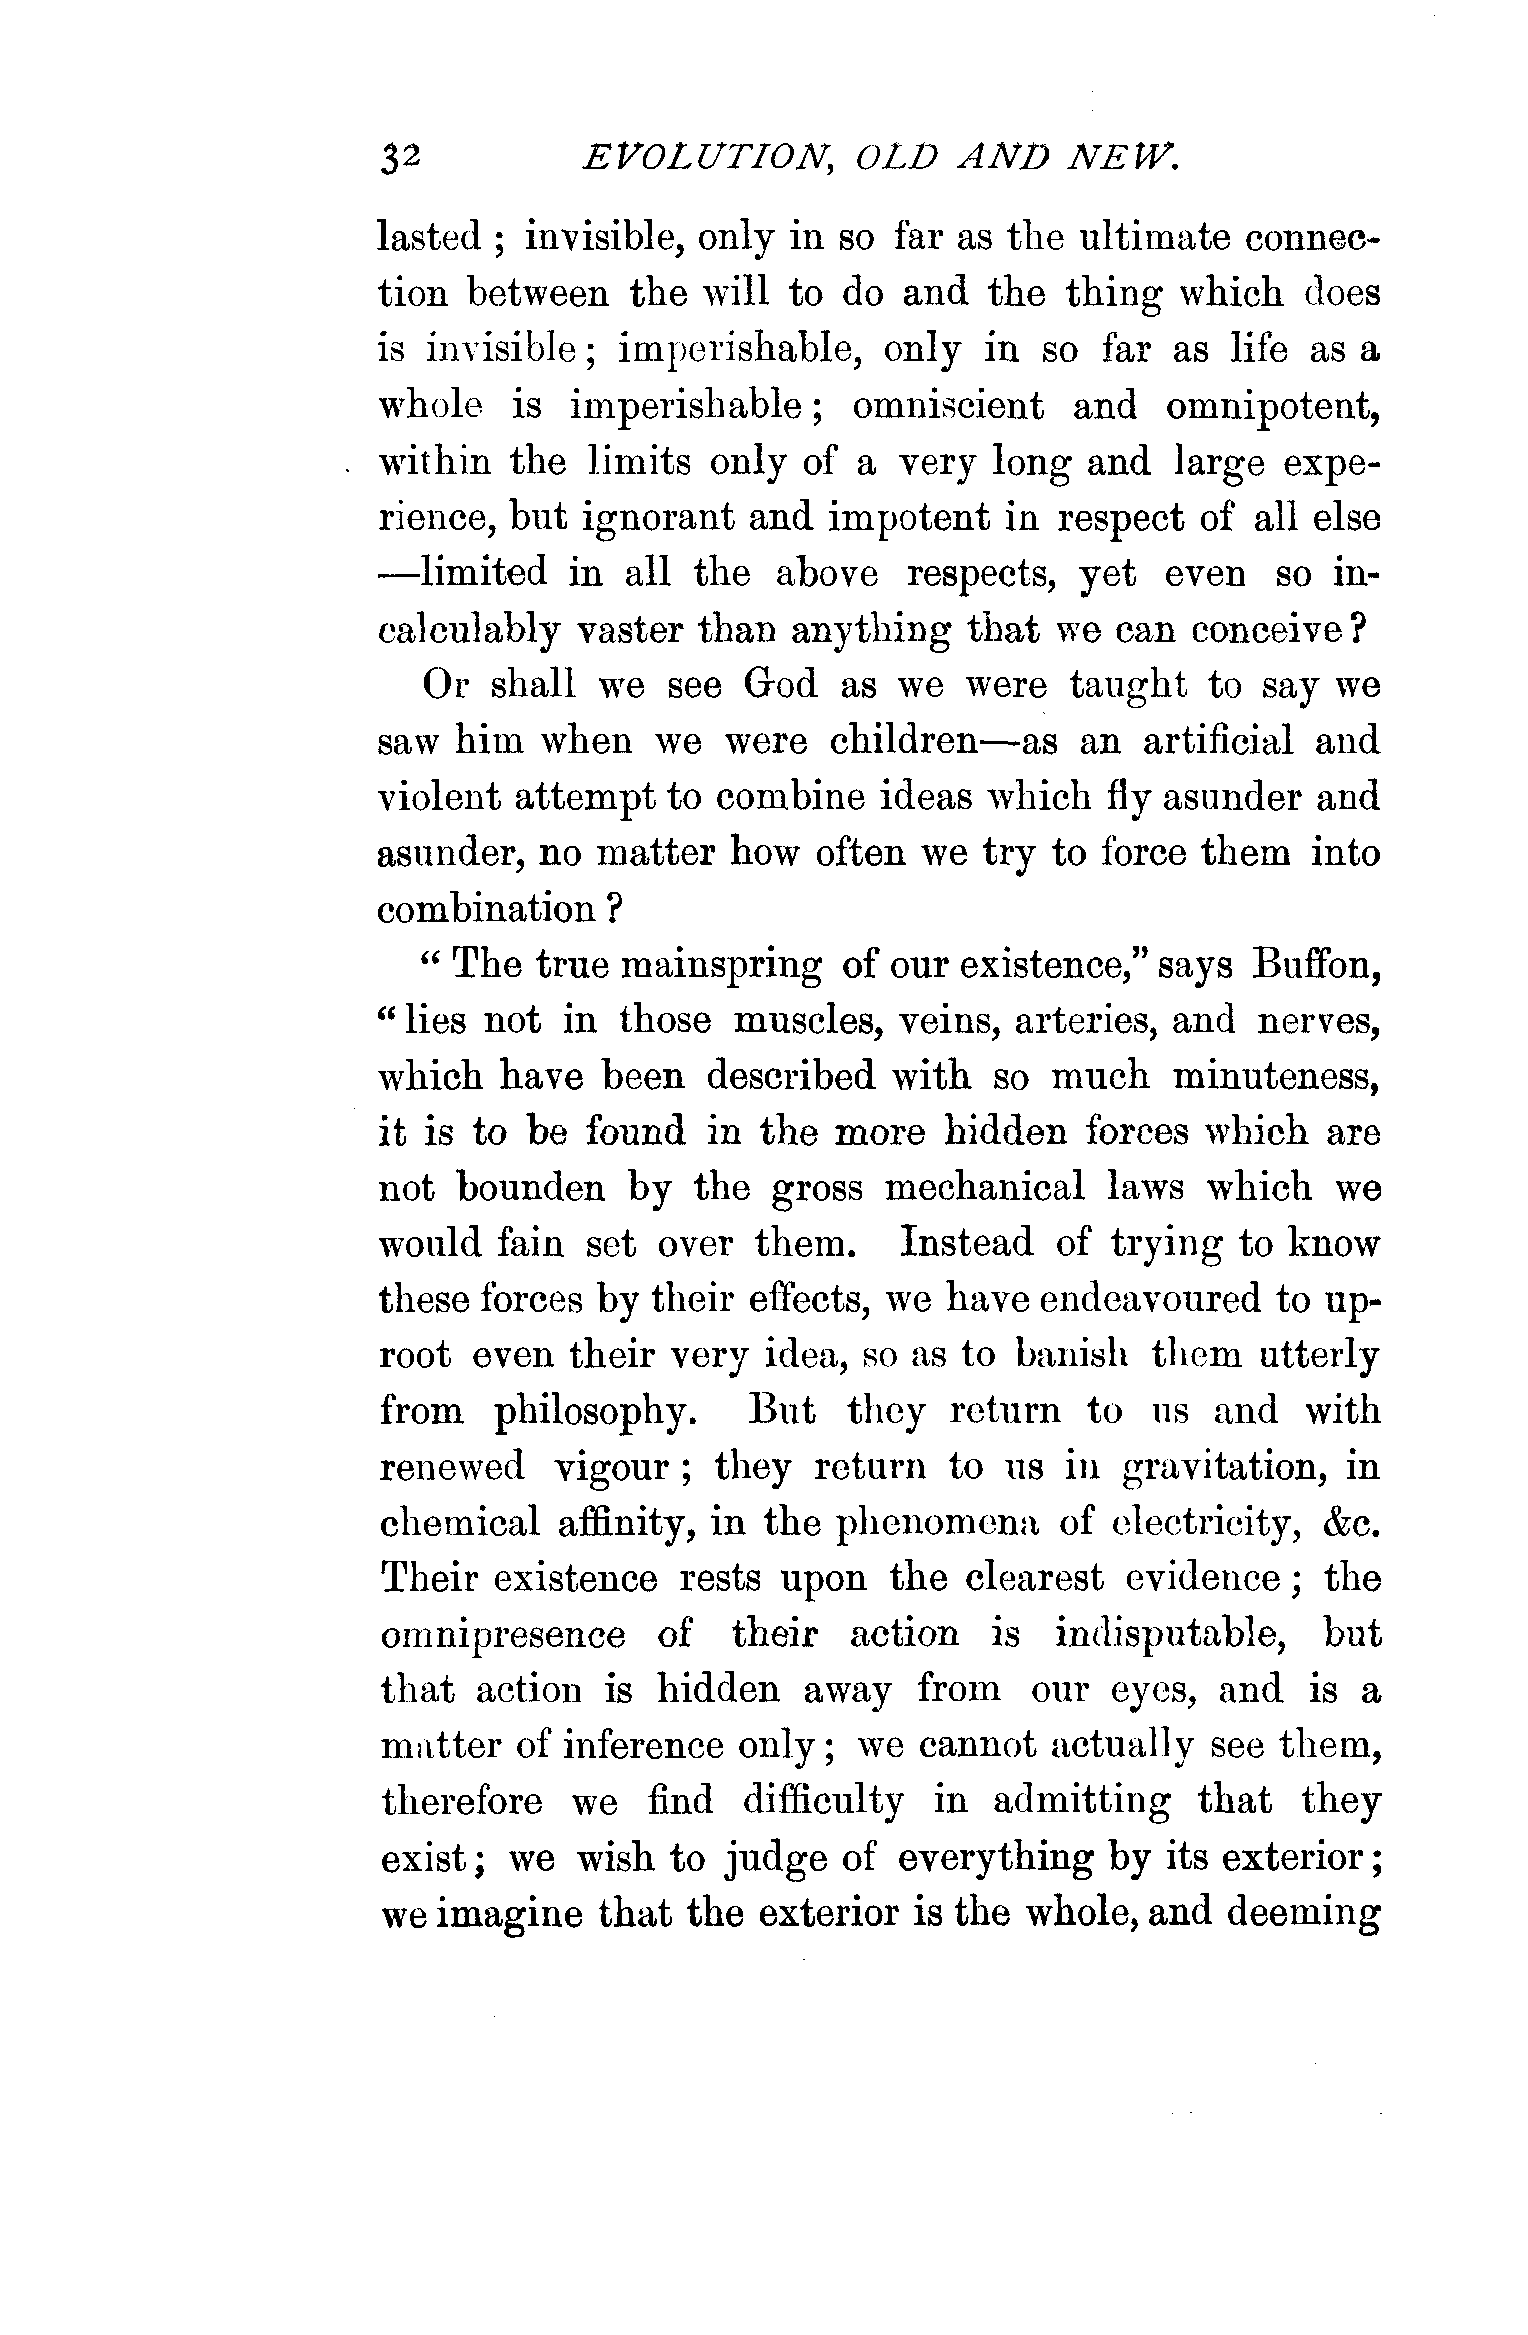 32 EVOLUTION, OLD AND NEW.
lasted ; invisible, only in so far as the ultimate connec-
tion between the will to do and the thing which does
is invisible ; imperishable, only in so far as life as a
whole is imperishable ; omniscient and omnipotent,
within the limits only of a very long and large expe-
rience, but ignorant and impotent in respect of all else
—limited in all the above respects, yet even so in-
calculably vaster than anything that we can conceive ?
Or shall we see God as we were taught to say we
saw him when we were children—as an artificial and
violent attempt to combine ideas which fly asunder and
asunder, no matter how often we try to force them into
combination ?
“ The true mainspring of our existence,” says Buffon,
“ lies not in those muscles, veins, arteries, and nerves,
which have been described with so much minuteness,
it is to be found in the more hidden forces which are
not bounden by the gross mechanical laws which we
would fain set over them. Instead of trying to know
these forces by their effects, we have endeavoured to up-
root even their very idea, so as to banish them utterly
from philosophy. But they return to us and with
renewed vigour ; they return to us in gravitation, in
chemical affinity, in the phenomena of electricity, &c.
Their existence rests upon the clearest evidence ; the
omnipresence of their action is indisputable, but
that action is hidden away from our eyes, and is a
matter of inference only ; we cannot actually see them,
therefore we find difficulty in admitting that they
exist ; we wish to judge of everything by its exterior ;
we imagine that the exterior is the whole, and deeming